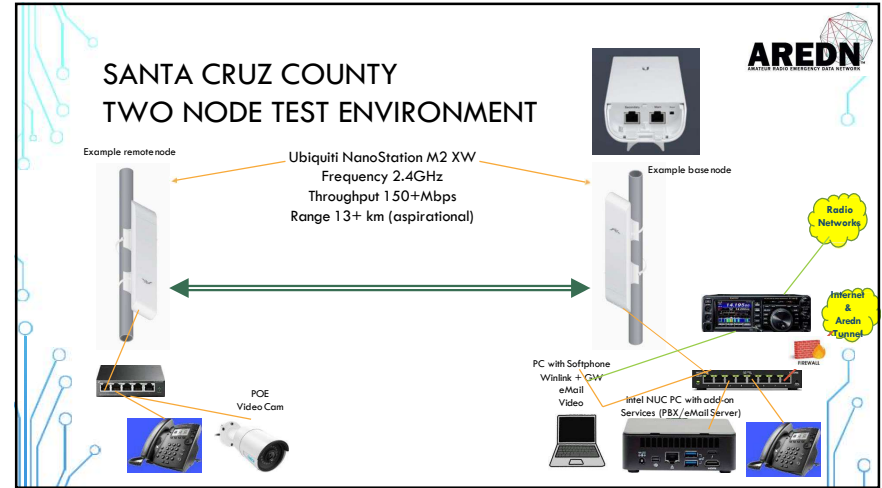 SANTA CRUZ COUNTY
TWO NODE TEST ENVIRONMENT
AREDN
AMATEUR RADIO EMERGENCY DATA NETWORK
Example remote node
Ubiquiti NanoStation M2 XW
Frequency 2.4GHz
Throughput 150+Mbps
Range 13+ km (aspirational)
Example base node
Radio
Networks
Internet
&
Aredn
Tunnel
FIREWALL
14.195
POE
Video Cam
PC with Softphone
Winlink + GW
eMail
Video
intel NUC PC with add-on
Services (PBX/eMail Server)